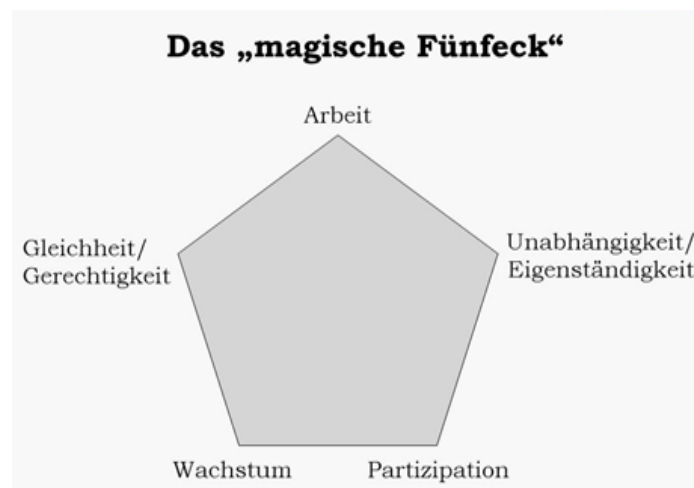 Das „magische Fünfeck“
Arbeit
Gleichheit/
Gerechtigkeit
Unabhängigkeit/
Eigenständigkeit
Wachstum
Partizipation